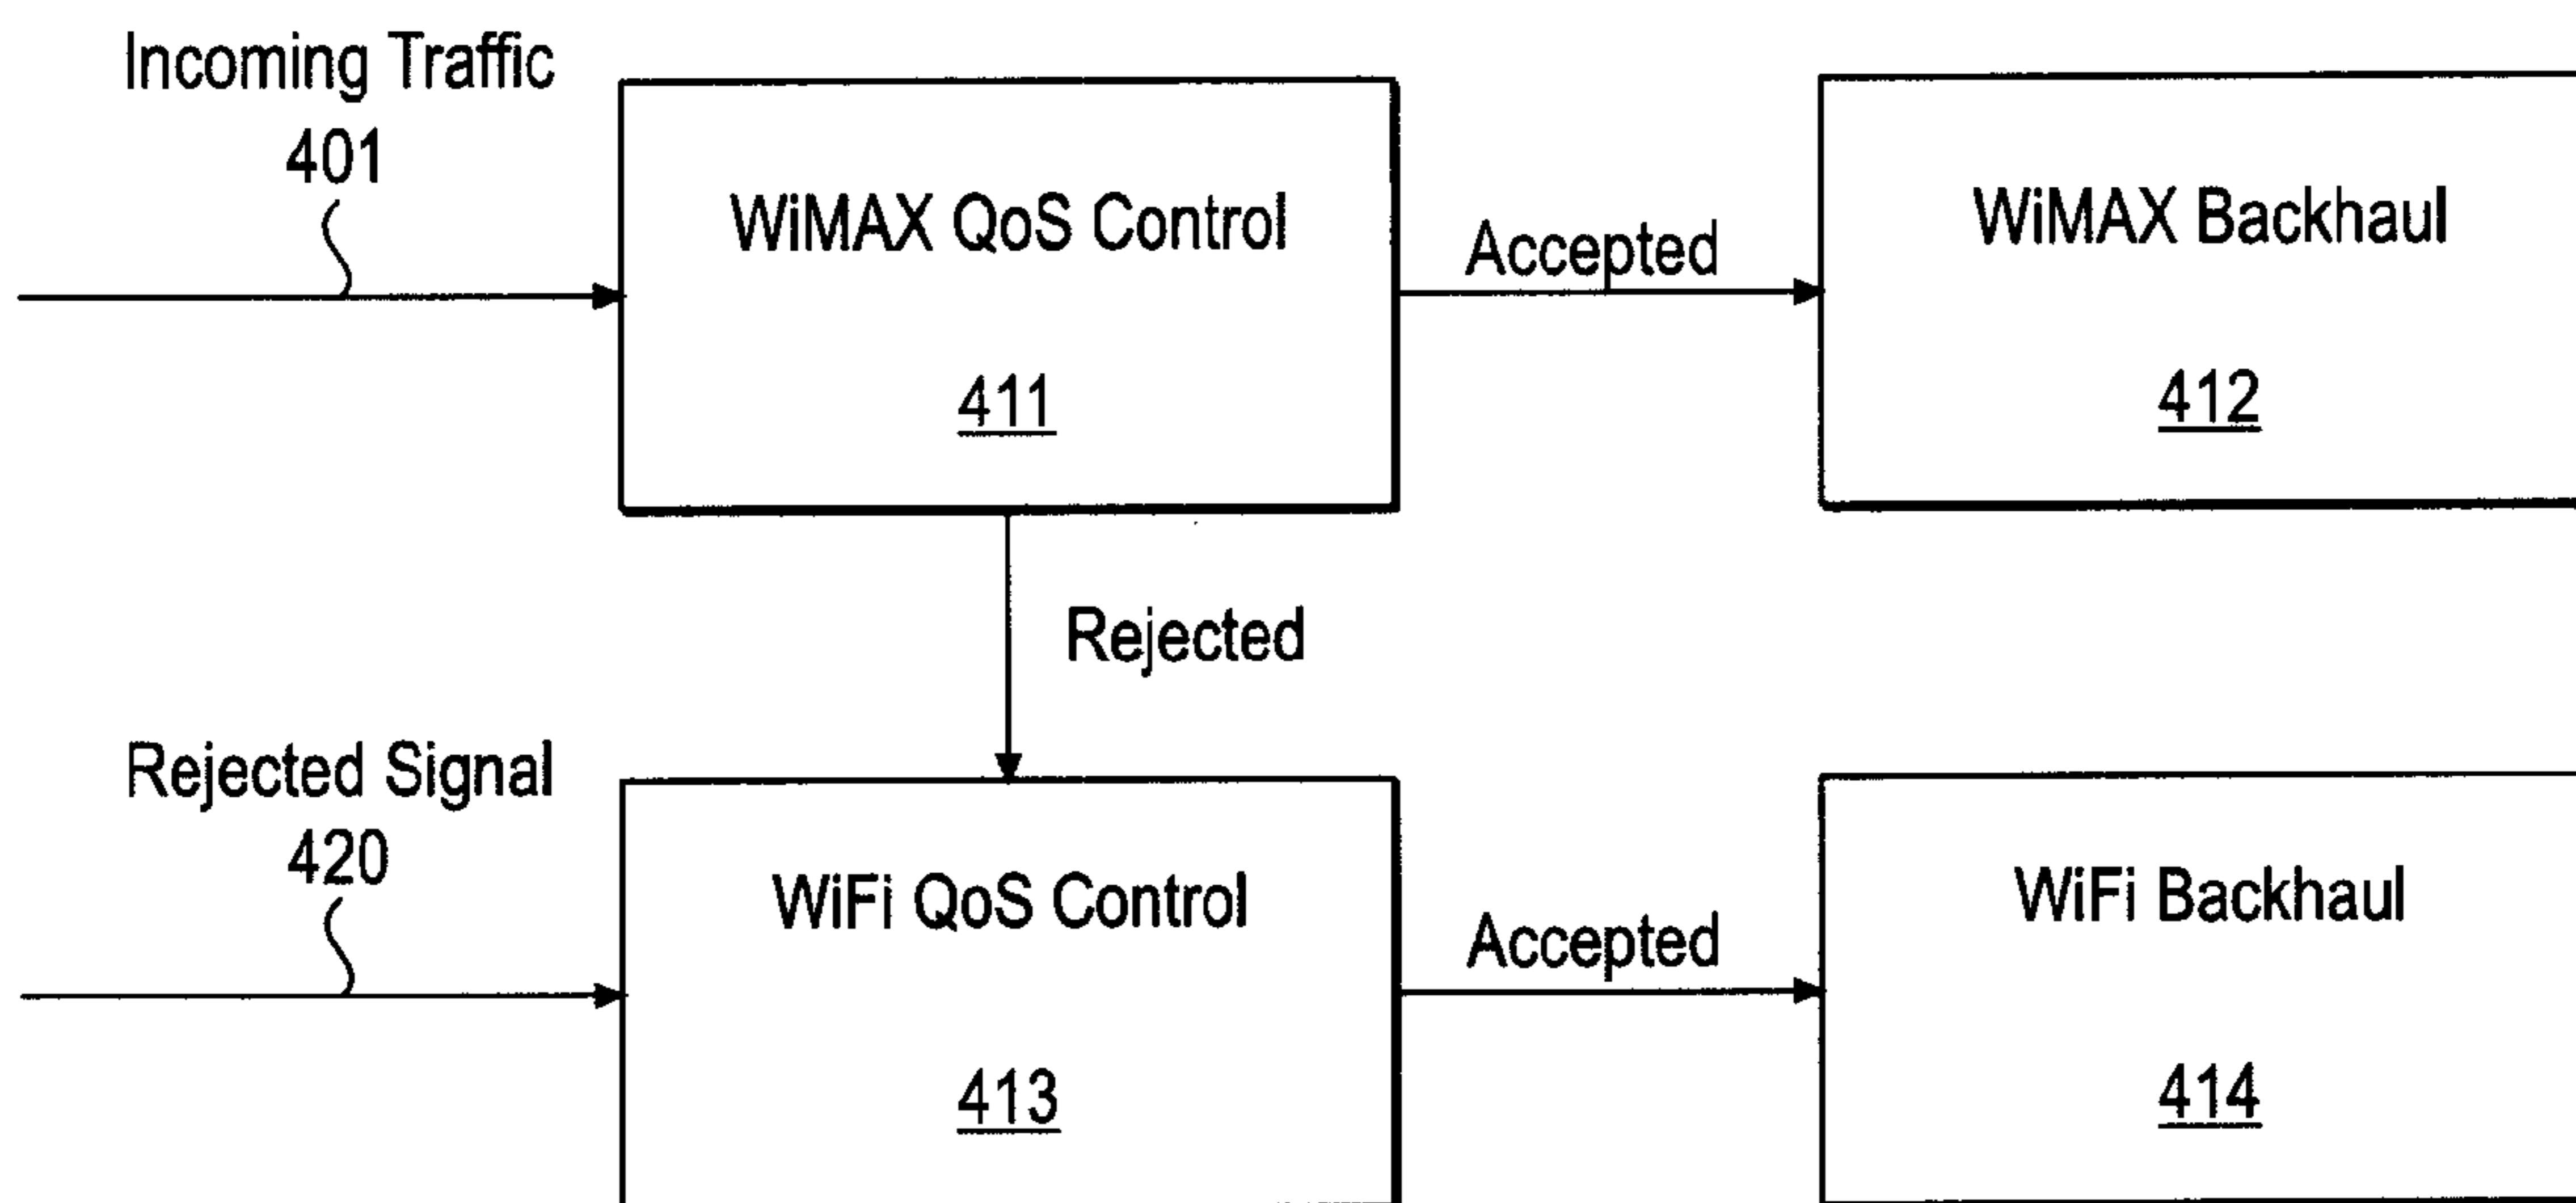 Incoming Traffic
401
WiMAX QoS Control
411
Accepted
WiMAX Backhaul
412
Rejected
Rejected Signal
420
WiFi QoS Control
413
Accepted
WiFi Backhaul
414